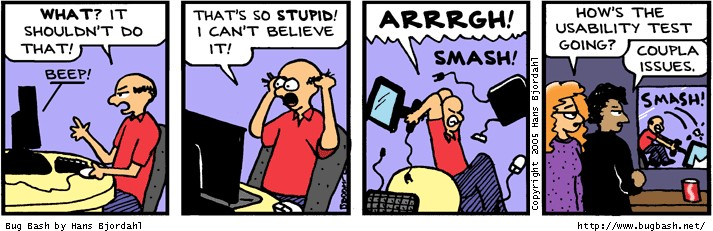 WHAT? IT
SHOULDN'T DO
THAT!
BEEP!
THAT'S SO STUPID!
I CAN'T BELIEVE
IT!
ARRRGH!
SMASH!
HOW'S THE
USABILITY TEST
GOING?
COUPLA
ISSUES.
SMASH!
Copyright 2005 Hans Bjordahl
Bug Bash by Hans Bjordahl
http://www.bugbash.net/